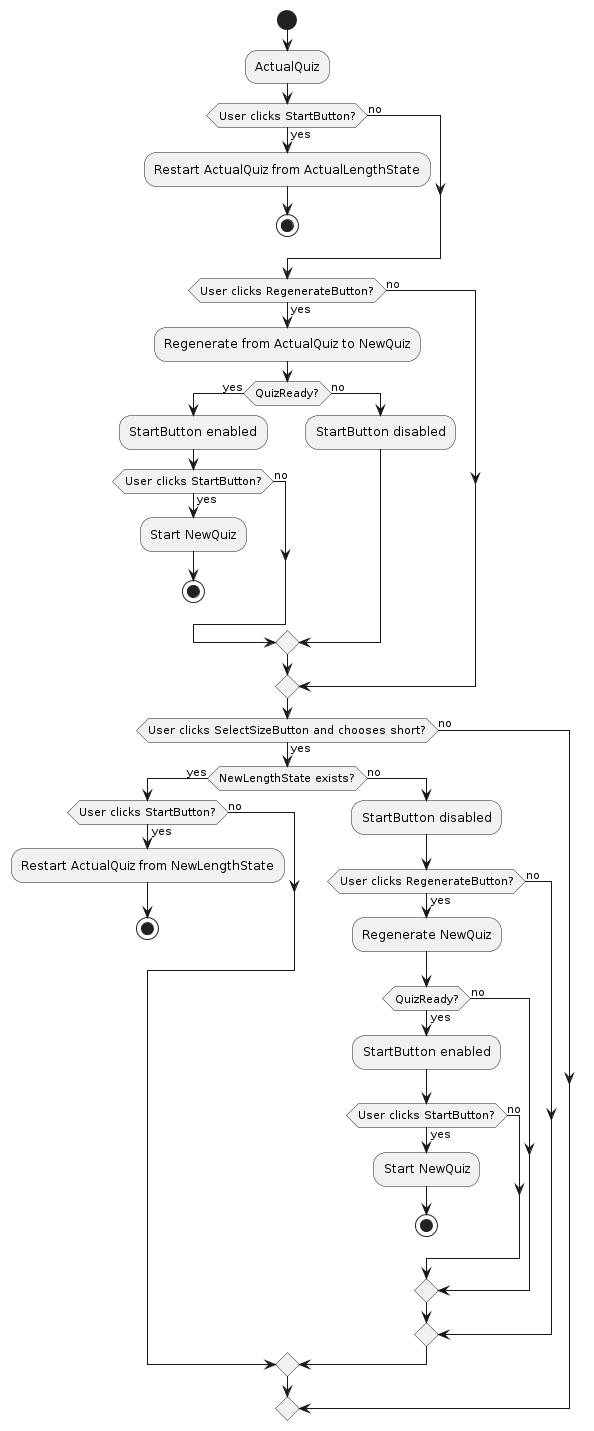 ActualQuiz
User clicks StartButton?
no
yes
Restart ActualQuiz from ActualLengthState
User clicks RegenerateButton?
no
yes
Regenerate from ActualQuiz to NewQuiz
yes
QuizReady?
no
StartButton enabled
StartButton disabled
User clicks StartButton?
no
yes
Start NewQuiz
User clicks SelectSizeButton and chooses short?
no
yes
yes
NewLengthState exists?
no
User clicks StartButton?
no
yes
Restart ActualQuiz from NewLengthState
StartButton disabled
User clicks RegenerateButton?
no
yes
Regenerate NewQuiz
QuizReady?
no
yes
StartButton enabled
User clicks StartButton?
no
yes
Start NewQuiz